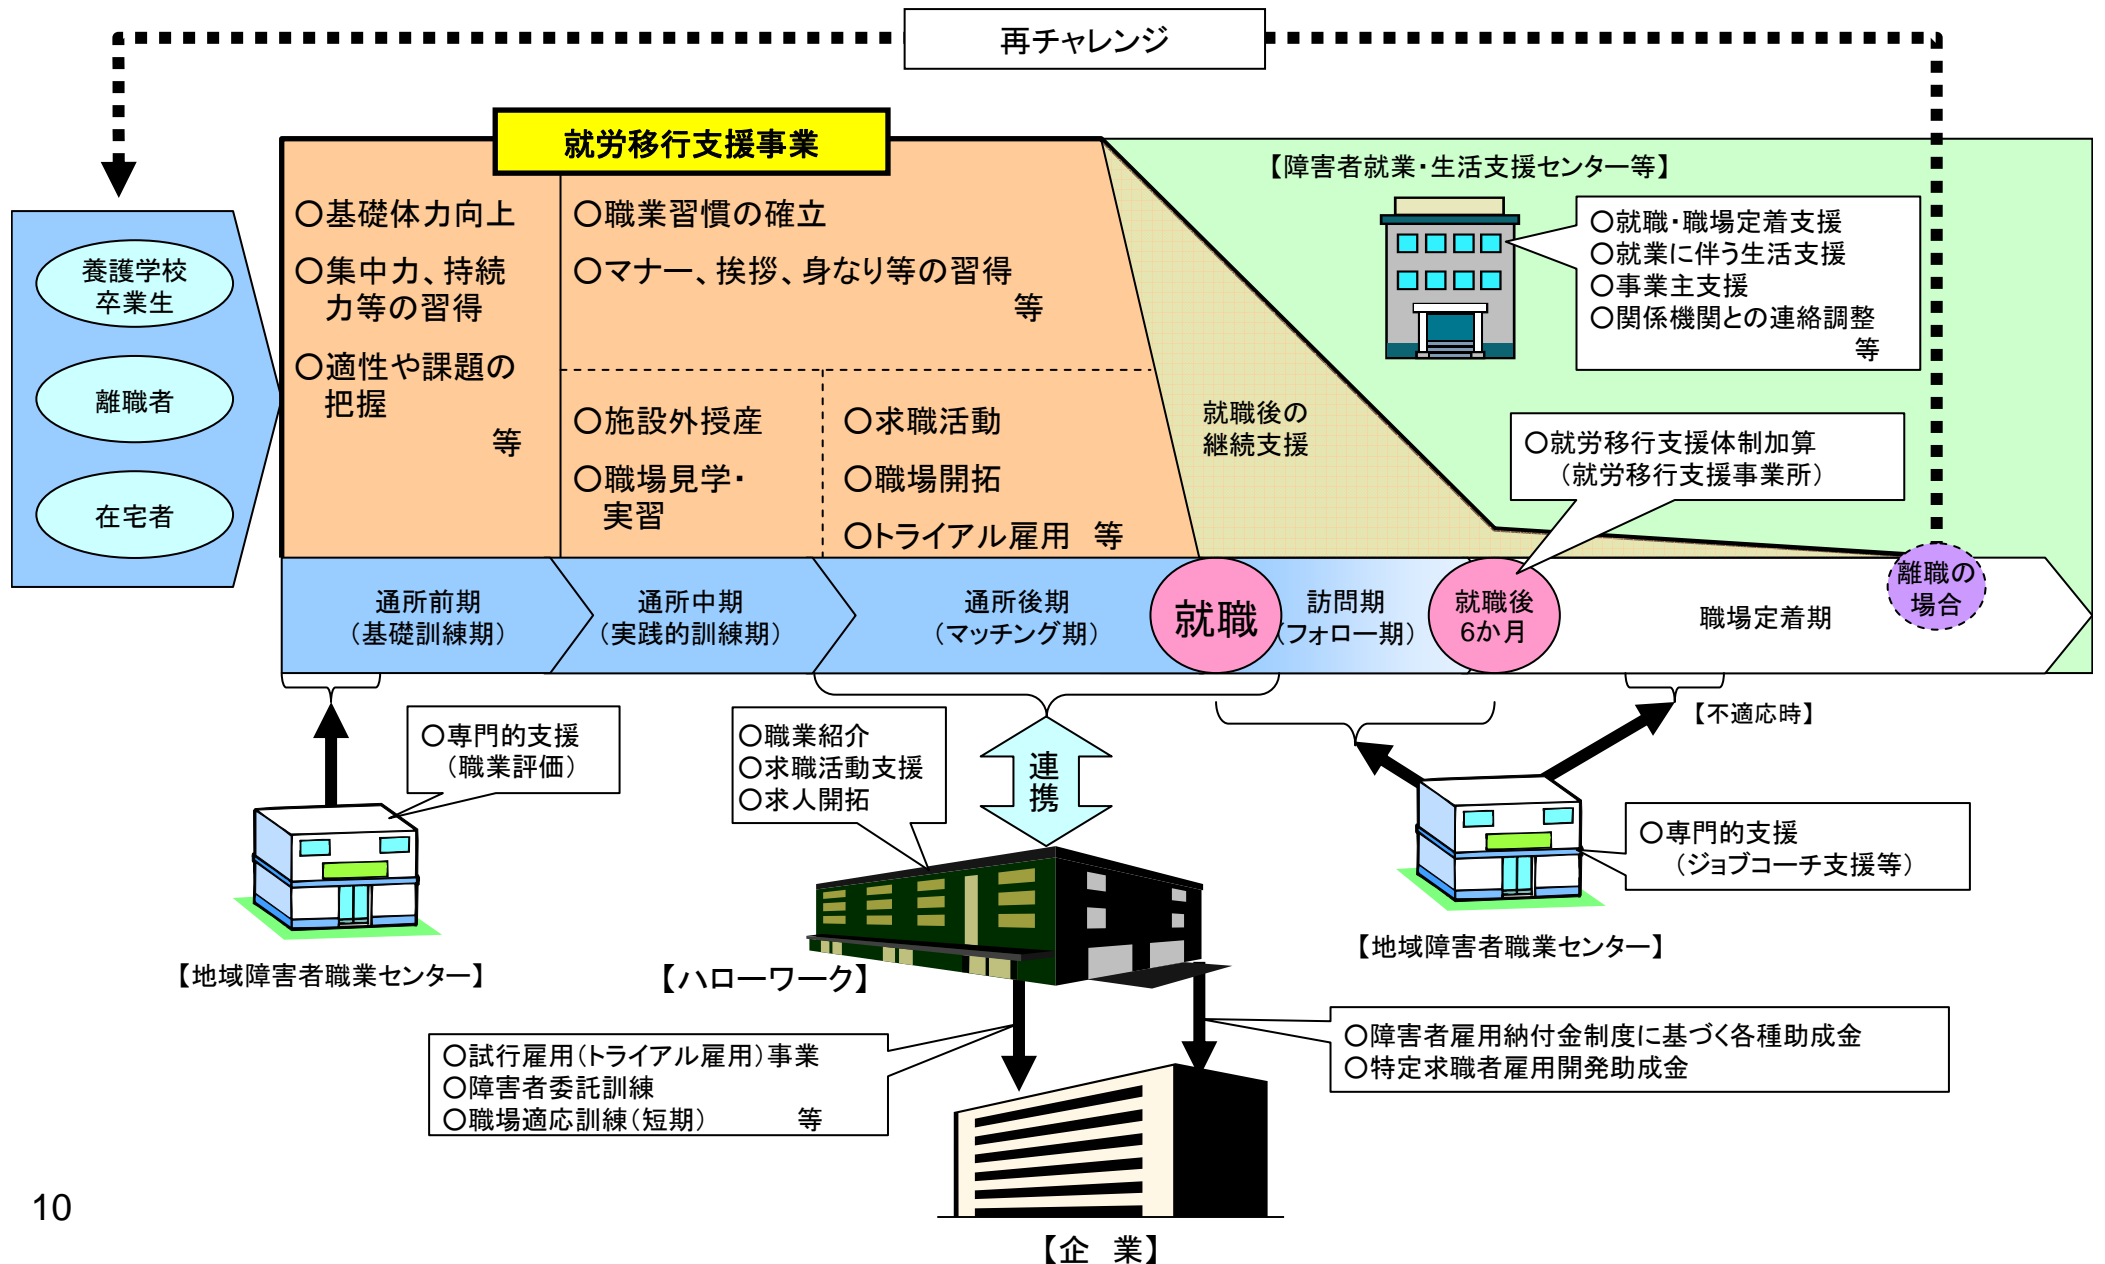 再チャレンジ
就労移行支援事業
養護学校
卒業生
離職者
在宅者
○基礎体力向上
○集中力、持続
力等の習得
○適性や課題の
把握
等
○職業習慣の確立
○マナー、挨拶、身なり等の習得
等
○施設外授産
○職場見学・
実習
○求職活動
○職場開拓
○トライアル雇用　等
就職後の
継続支援
【障害者就業・生活支援センター等】
○就職・職場定着支援
○就業に伴う生活支援
○事業主支援
○関係機関との連絡調整
等
○就労移行支援体制加算
（就労移行支援事業所）
通所前期
（基礎訓練期）
通所中期
（実践的訓練期）
通所後期
（マッチング期）
就職
訪問期
（フォロー期）
就職後
6か月
職場定着期
離職の
場合
○専門的支援
（職業評価）
【地域障害者職業センター】
○職業紹介
○求職活動支援
○求人開拓
連
携
【ハローワーク】
【不適応時】
○専門的支援
（ジョブコーチ支援等）
【地域障害者職業センター】
○試行雇用（トライアル雇用）事業
○障害者委託訓練
○職場適応訓練（短期）　　　等
○障害者雇用納付金制度に基づく各種助成金
○特定求職者雇用開発助成金
【企　業】
10